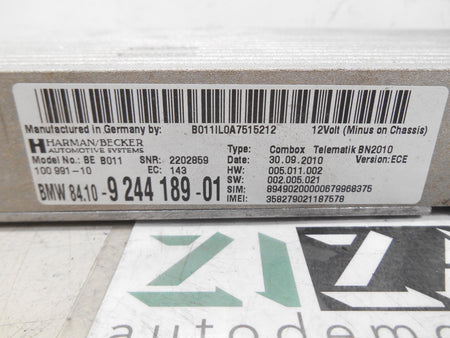 Manufactured in Germany by: B011IL0A7515212 12Volt (Minus on Chassis)
HARMAN/BECKER
AUTOMOTIVE SYSTEMS
Model No.: BE B011 SNR: 2202859
100 991-10 EC: 143
BMW 84.10-9 244 189-01
Type: Combox Telematik BN2010
Date: 30.09.2010 Version: ECE
HW: 005.011.002
SW: 002.005.021
SIM: 89490200000679968375
IMEI: 358279021187578
ZIZ
autodem